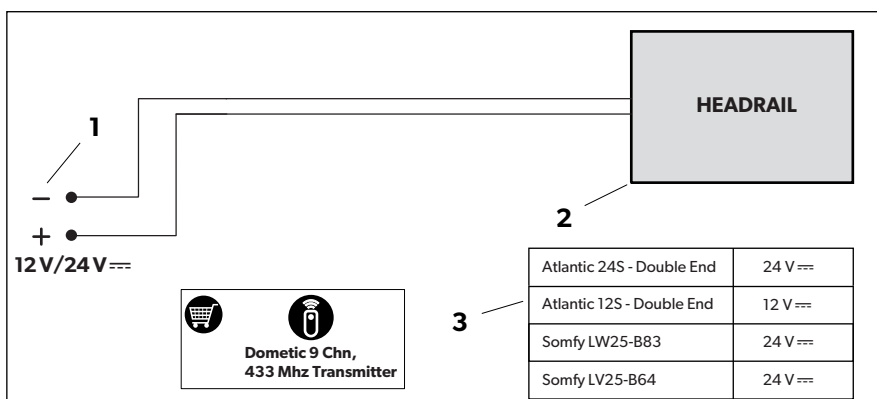 HEADRAIL
1
−
+
12 V/24 V⎓
2
3
Atlantic 24S - Double End 24 V⎓
Atlantic 12S - Double End 12 V⎓
Somfy LW25-B83 24 V⎓
Somfy LV25-B64 24 V⎓
Dometic 9 Chn,
433 Mhz Transmitter